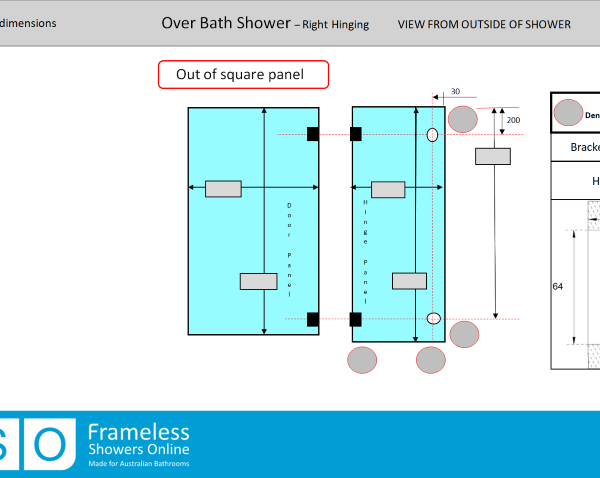 dimensions
Over Bath Shower – Right Hinging
VIEW FROM OUTSIDE OF SHOWER
Out of square panel
30
200
Den
Bracke
H
Door Panel
Hinge Panel
64
SO
Frameless
Showers Online
Made for Australian Bathrooms